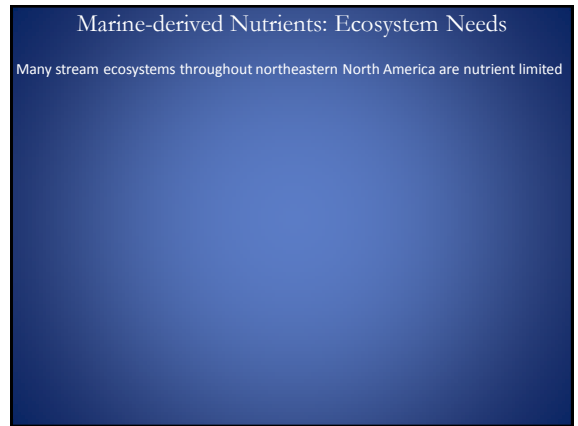 Marine-derived Nutrients: Ecosystem Needs
Many stream ecosystems throughout northeastern North America are nutrient limited